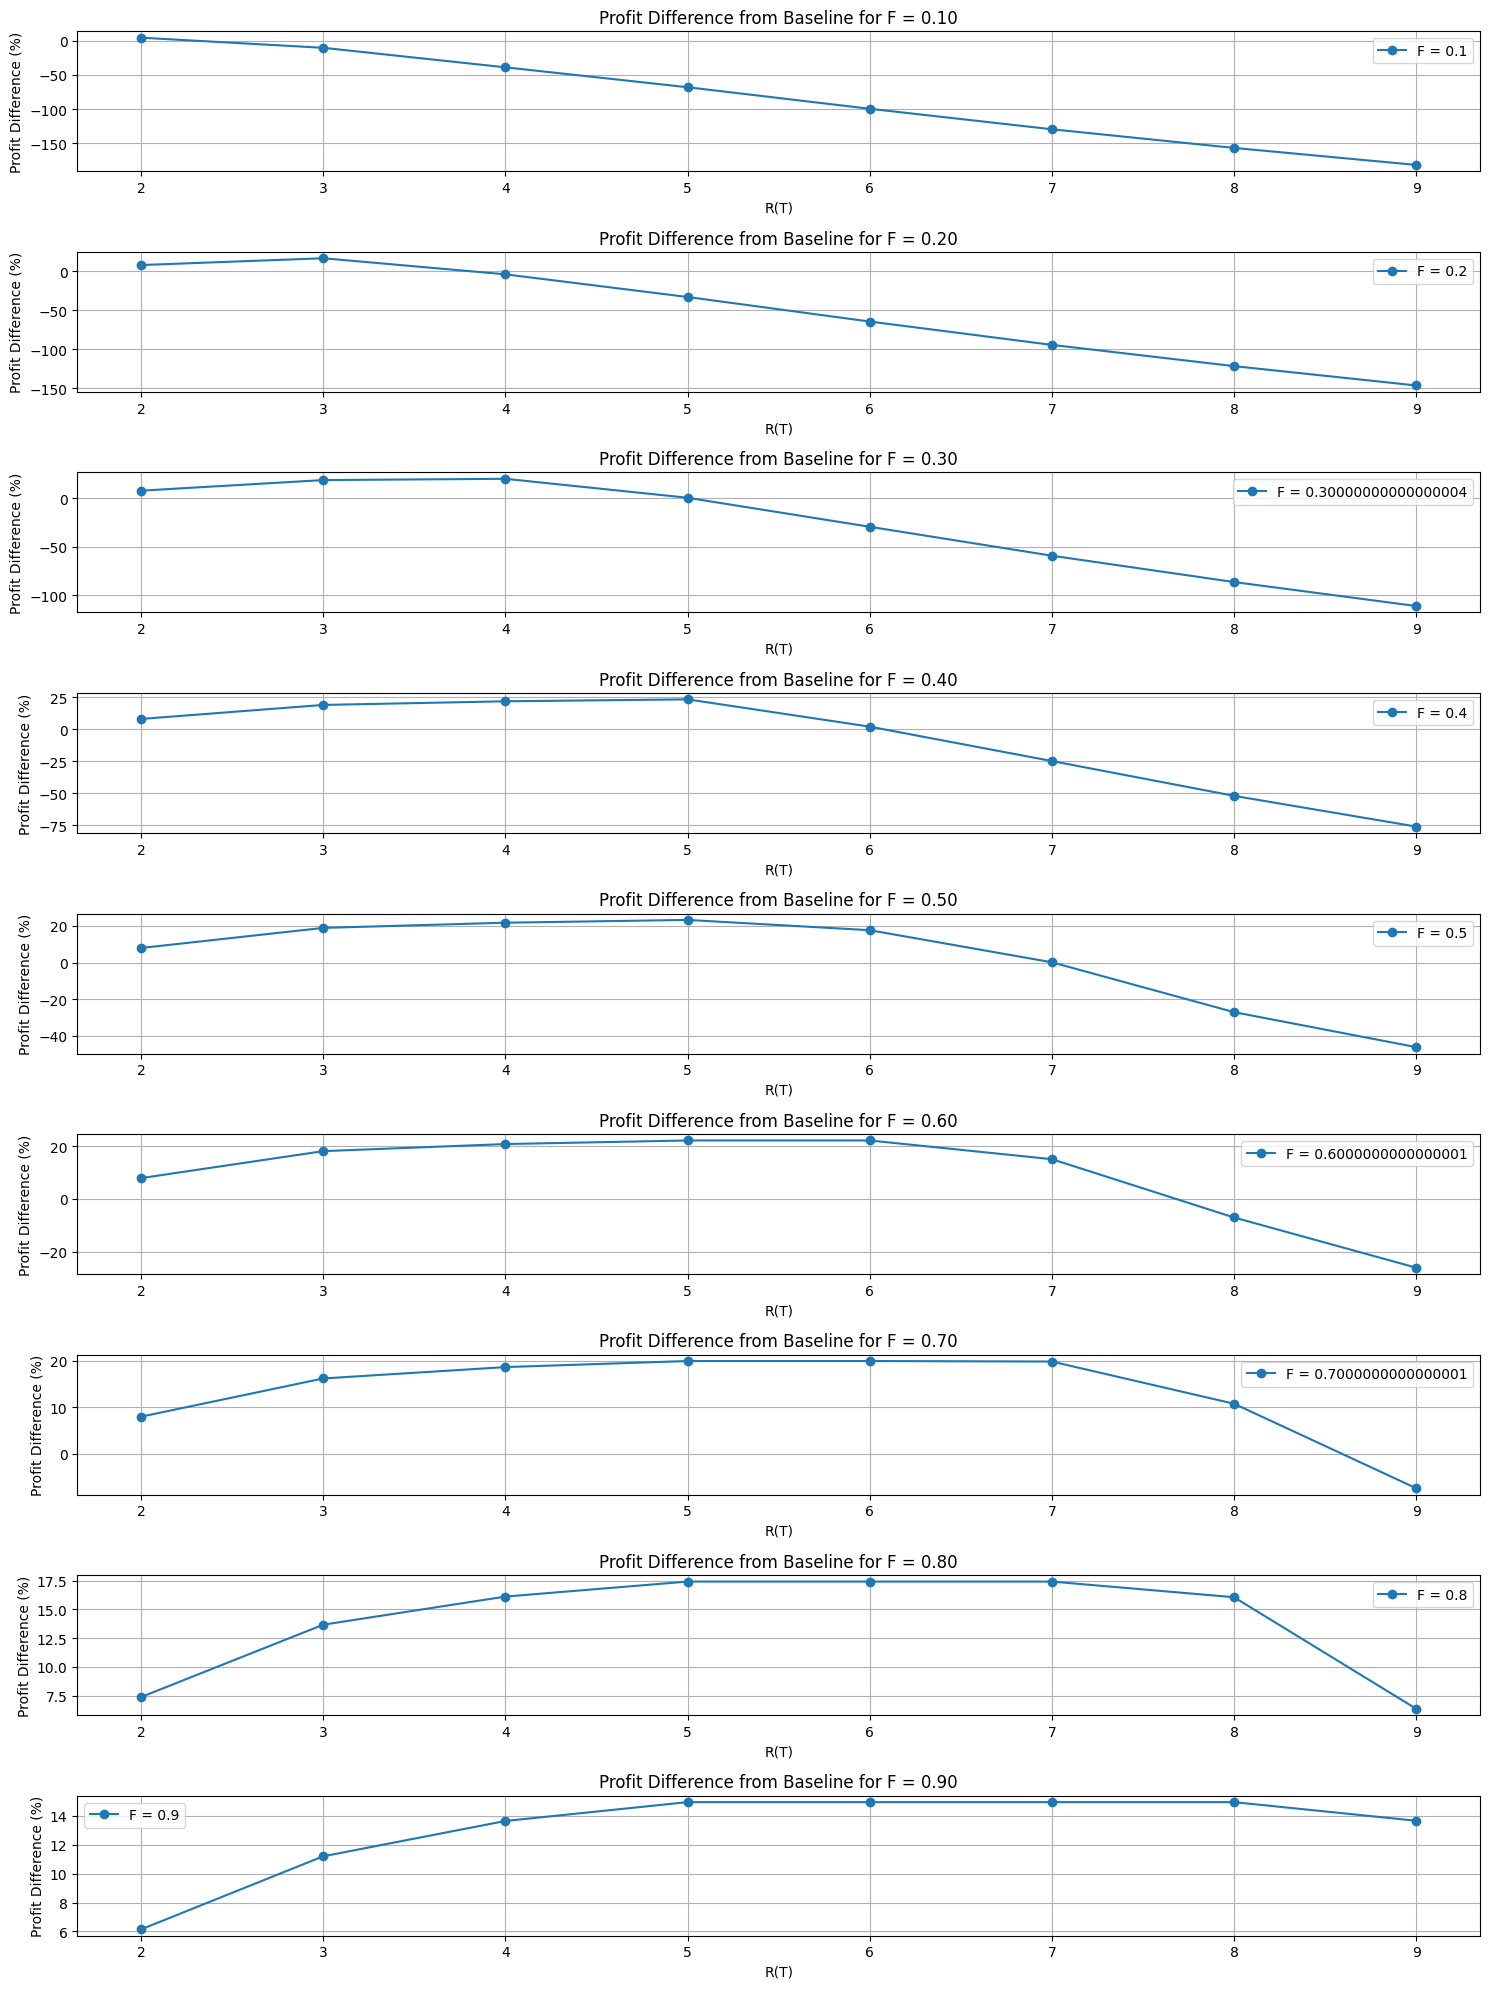 Profit Difference from Baseline for F = 0.10
Profit Difference (%)
0
−50
−100
−150
F = 0.1
2 3 4 5 6 7 8 9
R(T)
Profit Difference from Baseline for F = 0.20
Profit Difference (%)
0
−50
−100
−150
F = 0.2
2 3 4 5 6 7 8 9
R(T)
Profit Difference from Baseline for F = 0.30
Profit Difference (%)
0
−50
−100
F = 0.30000000000000004
2 3 4 5 6 7 8 9
R(T)
Profit Difference from Baseline for F = 0.40
Profit Difference (%)
25
0
−25
−50
−75
F = 0.4
2 3 4 5 6 7 8 9
R(T)
Profit Difference from Baseline for F = 0.50
Profit Difference (%)
20
0
−20
−40
F = 0.5
2 3 4 5 6 7 8 9
R(T)
Profit Difference from Baseline for F = 0.60
Profit Difference (%)
20
0
−20
F = 0.6000000000000001
2 3 4 5 6 7 8 9
R(T)
Profit Difference from Baseline for F = 0.70
Profit Difference (%)
20
10
0
F = 0.7000000000000001
2 3 4 5 6 7 8 9
R(T)
Profit Difference from Baseline for F = 0.80
Profit Difference (%)
17.5
15.0
12.5
10.0
7.5
F = 0.8
2 3 4 5 6 7 8 9
R(T)
Profit Difference from Baseline for F = 0.90
Profit Difference (%)
14
12
10
8
6
F = 0.9
2 3 4 5 6 7 8 9
R(T)